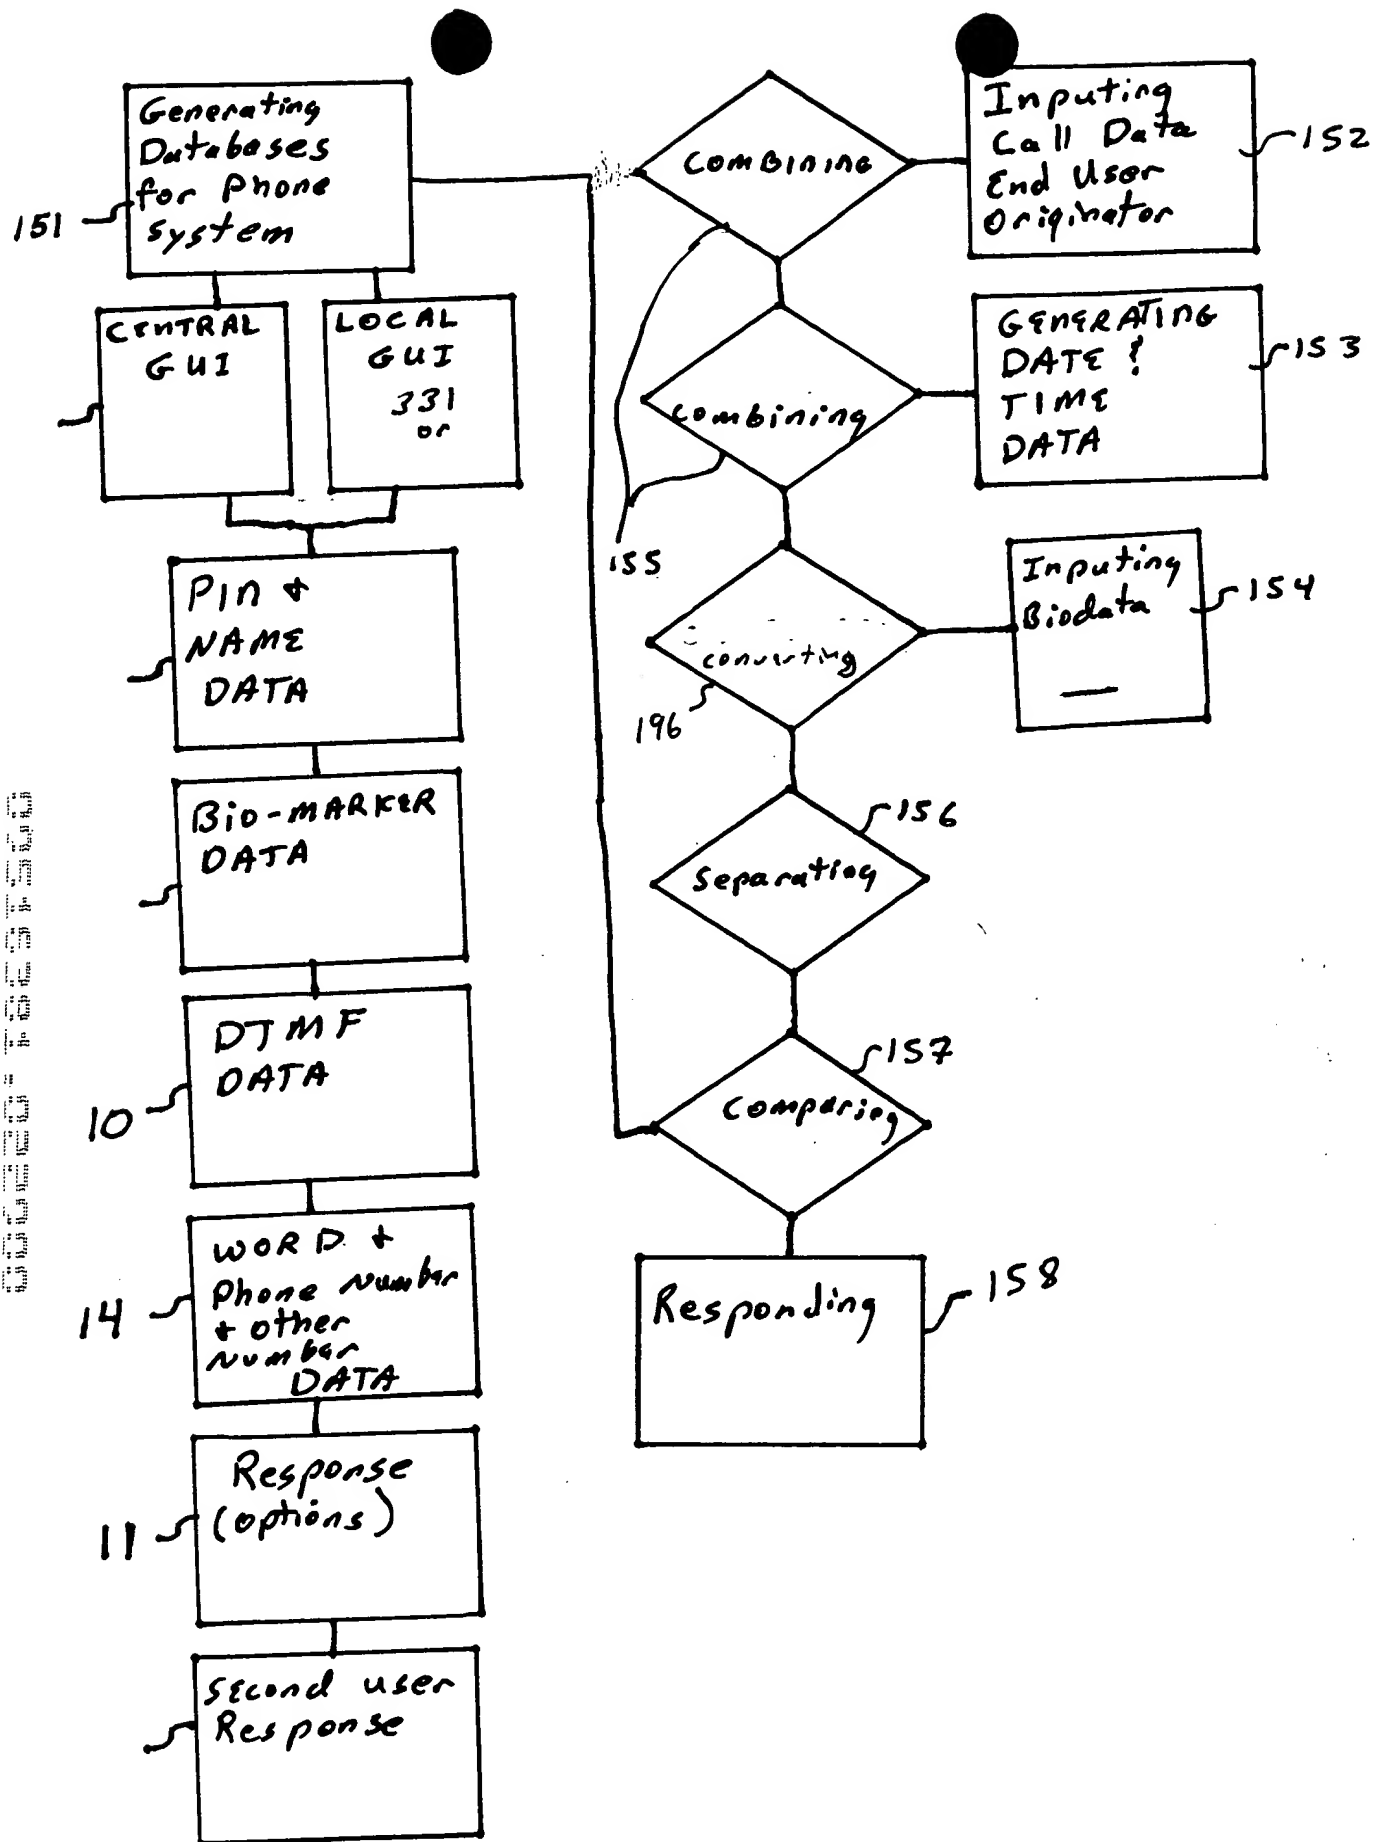 Generating
Databases
for Phone
system
151
CENTRAL
GUI
LOCAL
GUI
331
or
PIN &
NAME
DATA
Bio-MARKER
DATA
DTMF
DATA
10
WORD &
Phone Number
& other
Number
DATA
14
Response
(options)
11
Second user
Response
COMBINING
Inputing
Call Data
End User
Originator
152
combining
GENERATING
DATE &
TIME
DATA
153
155
converting
196
Inputing
Biodata
154
Separating
156
Comparing
157
Responding
158